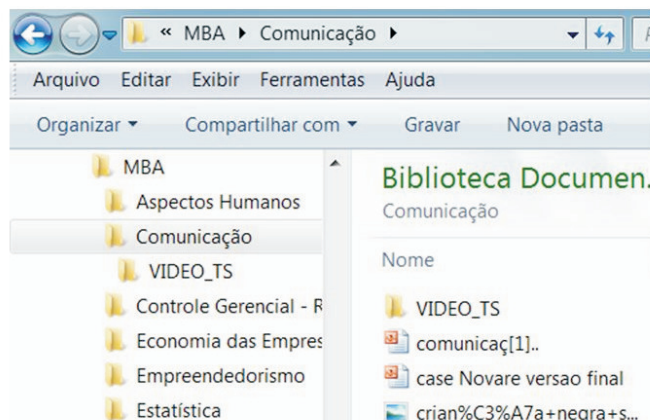 « MBA Comunicação
Arquivo Editar Exibir Ferramentas Ajuda
Organizar Compartilhar com Gravar Nova pasta
MBA
Aspectos Humanos
Comunicação
VIDEO_TS
Controle Gerencial - R
Economia das Empres
Empreendedorismo
Estatística
Biblioteca Documen.
Comunicação
Nome
VIDEO_TS
comunicaç[1]..
case Novare versao final
crian%C3%A7a+negra+s...